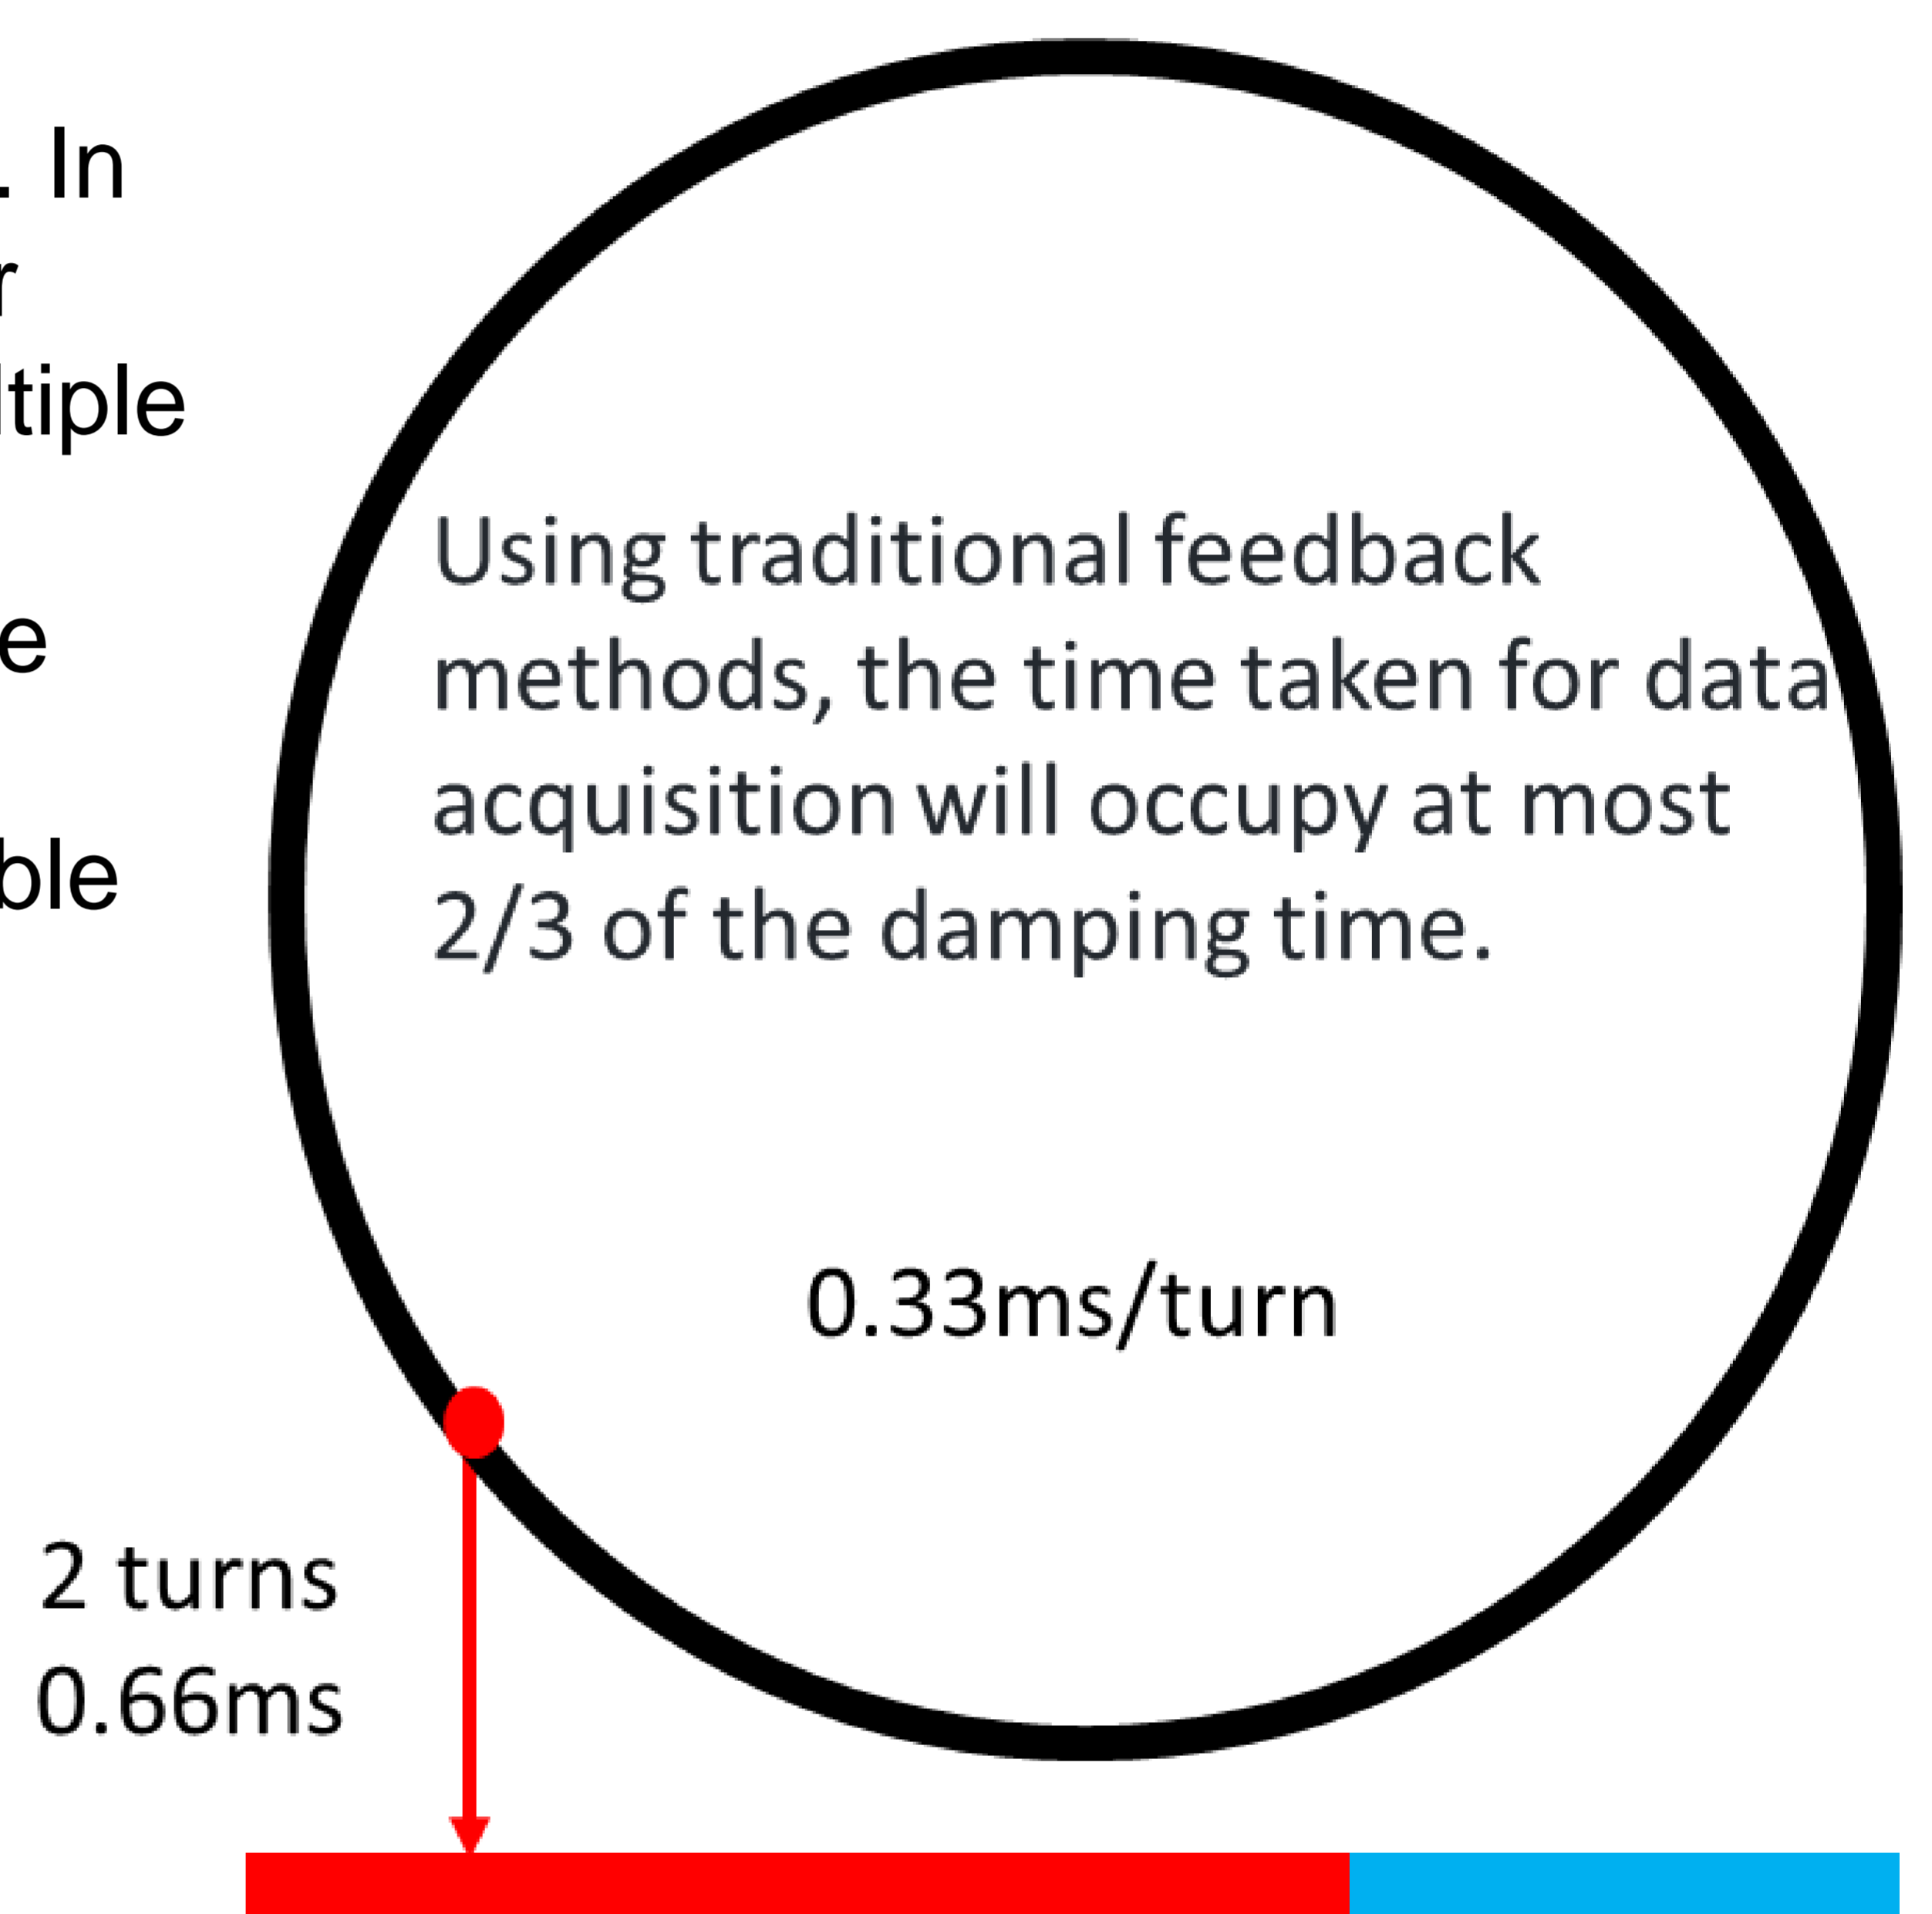 . In
r
tiple
e
ble
Using traditional feedback
methods, the time taken for data
acquisition will occupy at most
2/3 of the damping time.
0.33ms/turn
2 turns
0.66ms